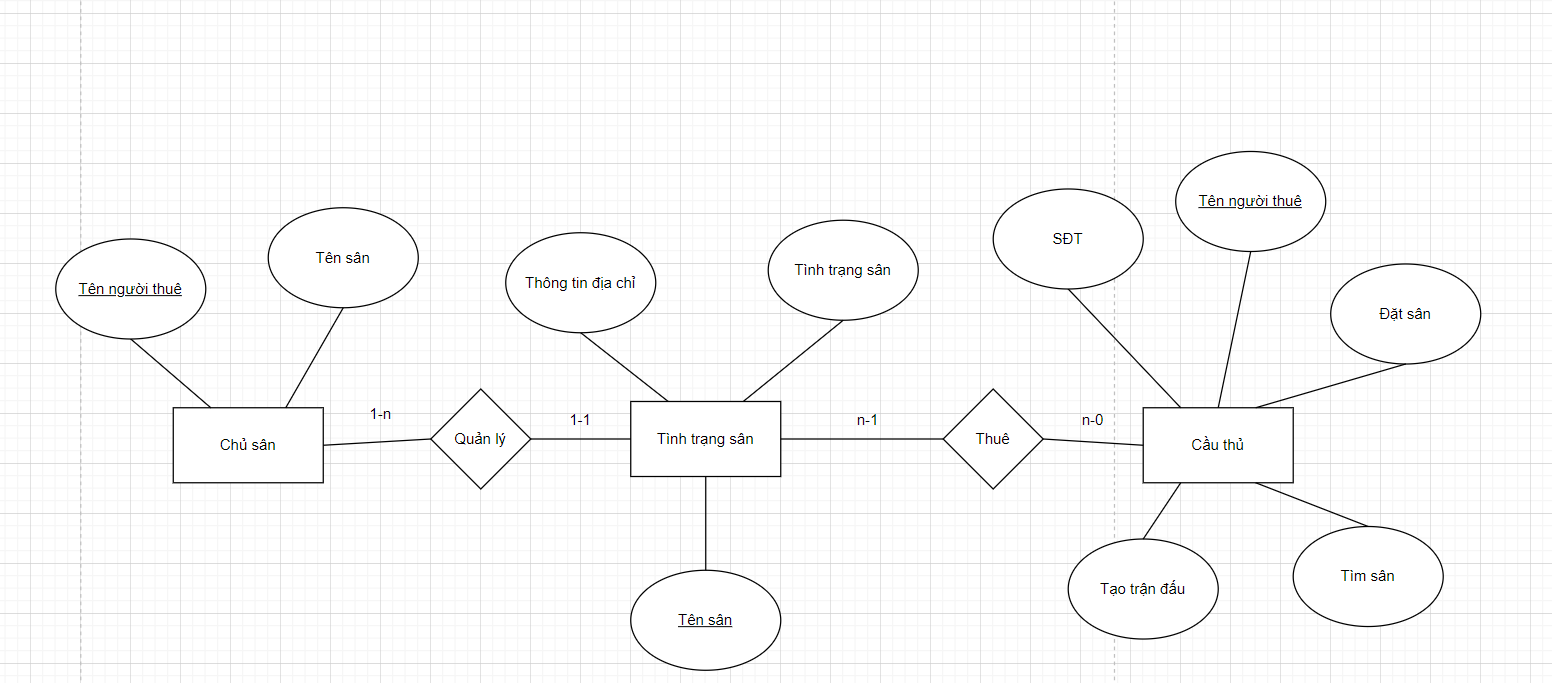 Tên người thuê
SĐT
Tên sân
Tình trạng sân
Thông tin địa chỉ
Tên người thuê
Đặt sân
1-n
1-1
n-1
n-0
Chủ sân
Quản lý
Tình trạng sân
Thuê
Cầu thủ
Tìm sân
Tạo trận đấu
Tên sân